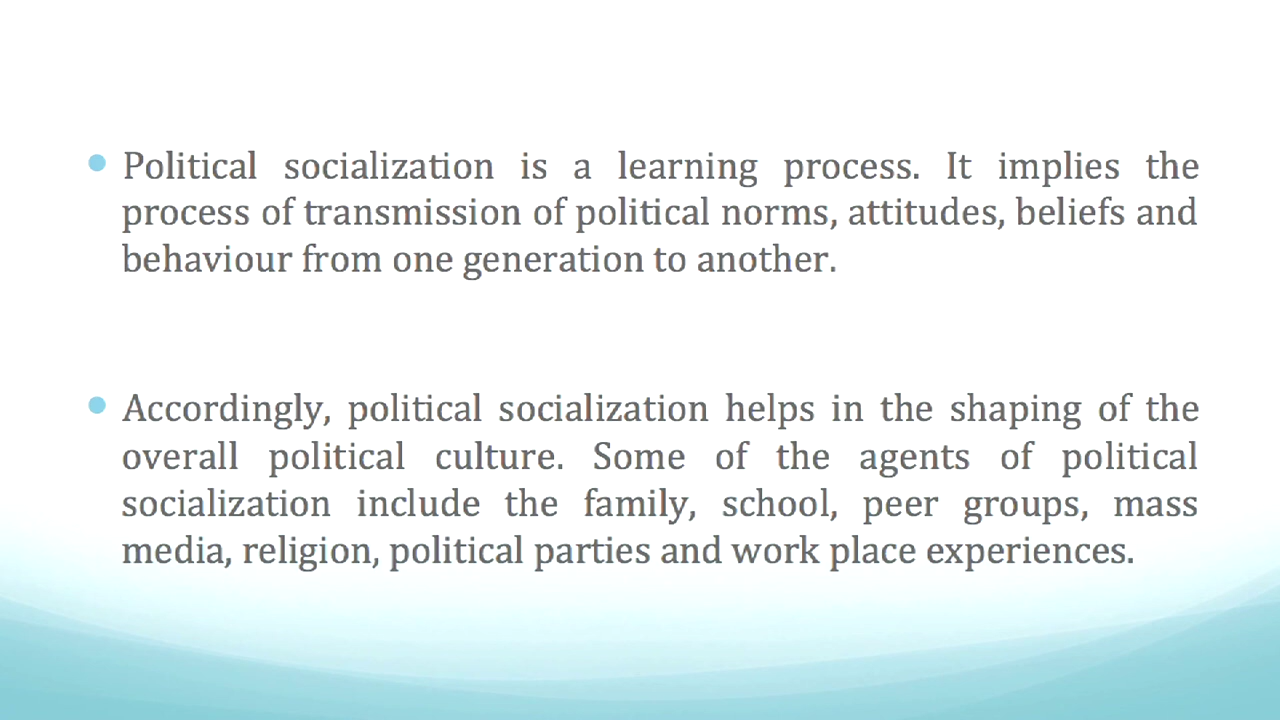 Political socialization is a learning process. It implies the
process of transmission of political norms, attitudes, beliefs and
behaviour from one generation to another.
Accordingly, political socialization helps in the shaping of the
overall political culture. Some of the agents of political
socialization include the family, school, peer groups, mass
media, religion, political parties and work place experiences.